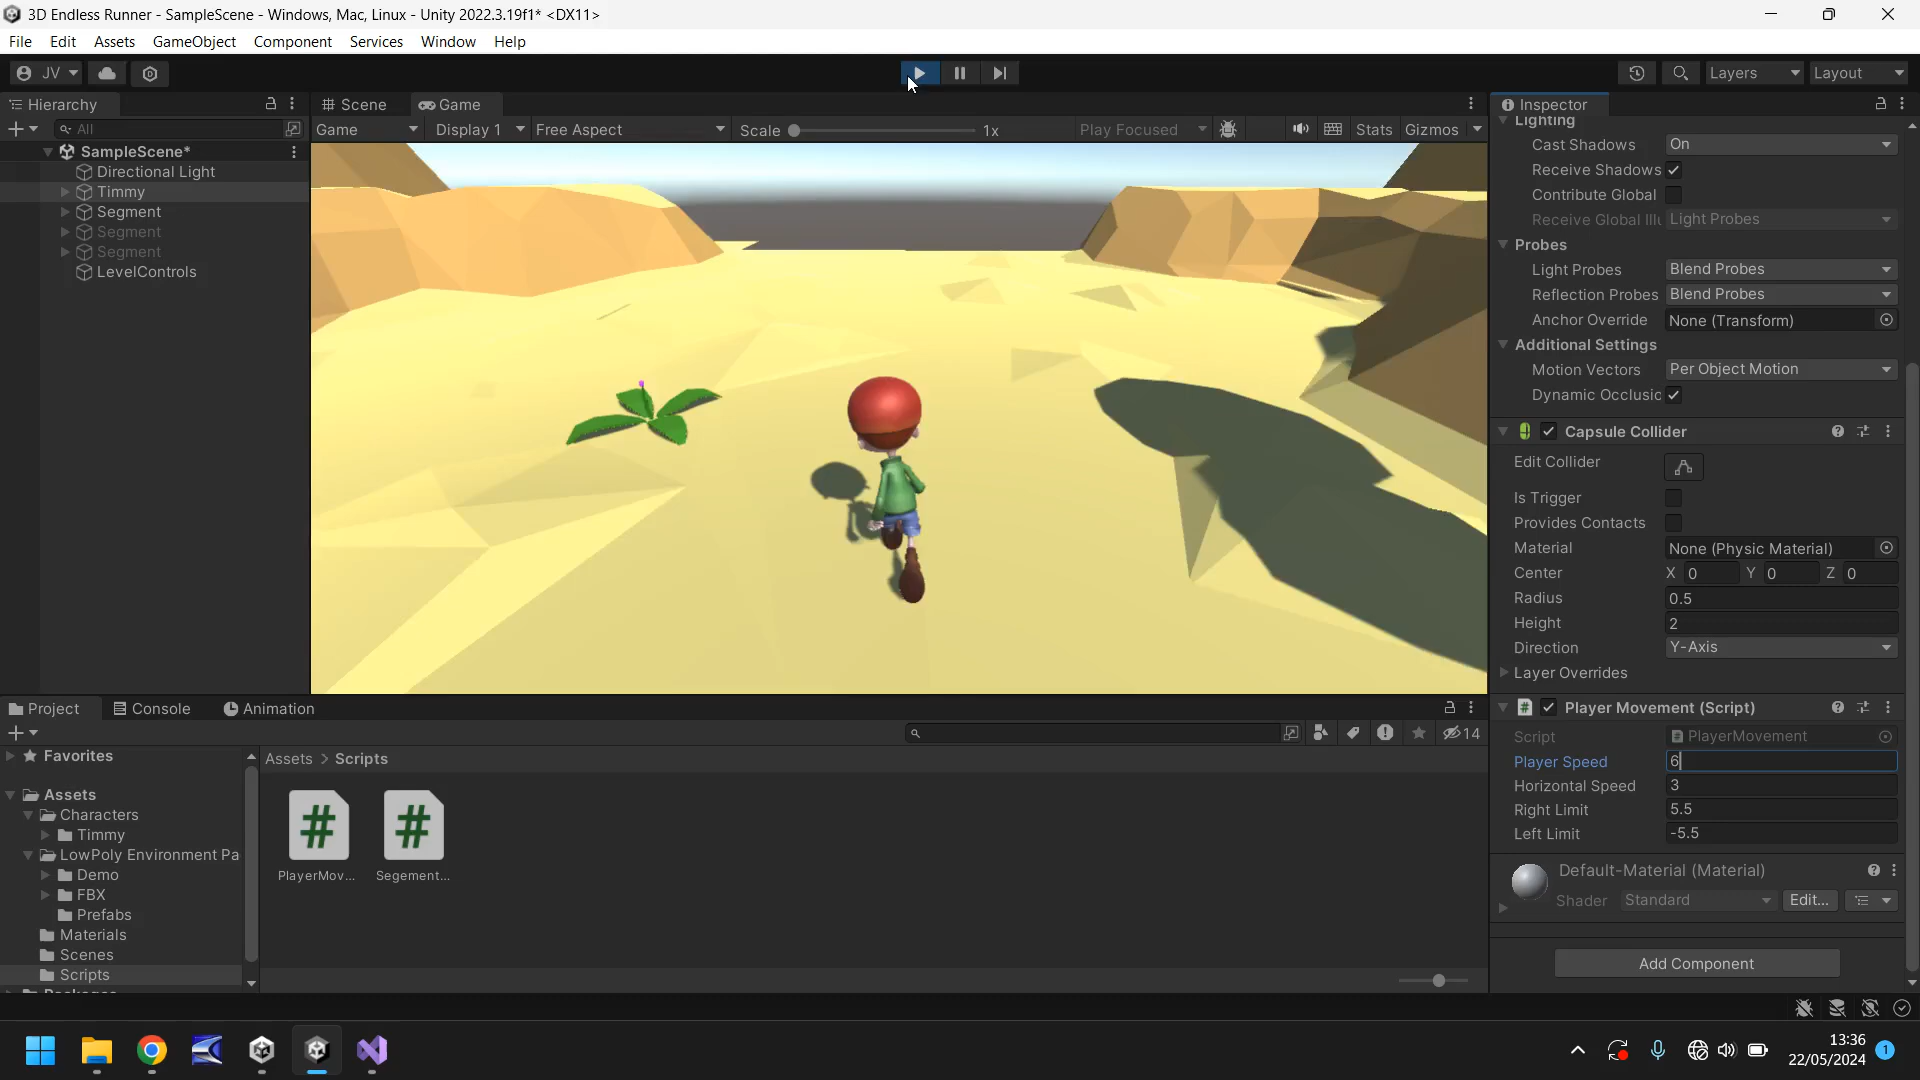 3D Endless Runner - SampleScene - Windows, Mac, Linux - Unity 2022.3.19f1* <DX11>
File Edit Assets GameObject Component Services Window Help
JV Layers Layout
Hierarchy
All
SampleScene*
Directional Light
Timmy
Segment
Segment
Segment
LevelControls
Scene Game
Game Display 1 Free Aspect Scale 1x Play Focused Stats Gizmos
Inspector
Lighting
Cast Shadows On
Receive Shadows
Contribute Global
Receive Global Illu Light Probes
Probes
Light Probes Blend Probes
Reflection Probes Blend Probes
Anchor Override None (Transform)
Additional Settings
Motion Vectors Per Object Motion
Dynamic Occlusic
Capsule Collider
Edit Collider
Is Trigger
Provides Contacts
Material None (Physic Material)
Center X 0 Y 0 Z 0
Radius 0.5
Height 2
Direction Y-Axis
Layer Overrides
Player Movement (Script)
Script PlayerMovement
Player Speed 6
Horizontal Speed 3
Right Limit 5.5
Left Limit -5.5
Default-Material (Material)
Shader Standard Edit...
Add Component
Project Console Animation
14
Favorites
Assets
Characters
Timmy
LowPoly Environment Pa
Demo
FBX
Prefabs
Materials
Scenes
Scripts
Assets > Scripts
PlayerMov...
Segement...
13:36
22/05/2024
1